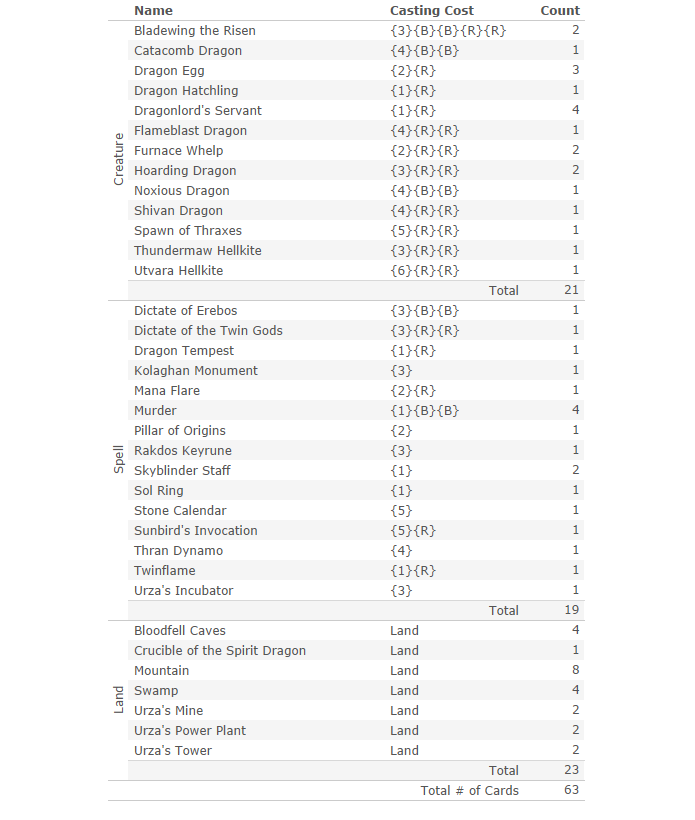 Name Casting Cost Count
Creature
Bladewing the Risen {3}{B}{B}{R}{R} 2
Catacomb Dragon {4}{B}{B} 1
Dragon Egg {2}{R} 3
Dragon Hatchling {1}{R} 1
Dragonlord's Servant {1}{R} 4
Flameblast Dragon {4}{R}{R} 1
Furnace Whelp {2}{R}{R} 2
Hoarding Dragon {3}{R}{R} 2
Noxious Dragon {4}{B}{B} 1
Shivan Dragon {4}{R}{R} 1
Spawn of Thraxes {5}{R}{R} 1
Thundermaw Hellkite {3}{R}{R} 1
Utvara Hellkite {6}{R}{R} 1
Total 21
Spell
Dictate of Erebos {3}{B}{B} 1
Dictate of the Twin Gods {3}{R}{R} 1
Dragon Tempest {1}{R} 1
Kolaghan Monument {3} 1
Mana Flare {2}{R} 1
Murder {1}{B}{B} 4
Pillar of Origins {2} 1
Rakdos Keyrune {3} 1
Skyblinder Staff {1} 2
Sol Ring {1} 1
Stone Calendar {5} 1
Sunbird's Invocation {5}{R} 1
Thran Dynamo {4} 1
Twinflame {1}{R} 1
Urza's Incubator {3} 1
Total 19
Land
Bloodfell Caves Land 4
Crucible of the Spirit Dragon Land 1
Mountain Land 8
Swamp Land 4
Urza's Mine Land 2
Urza's Power Plant Land 2
Urza's Tower Land 2
Total 23
Total # of Cards 63